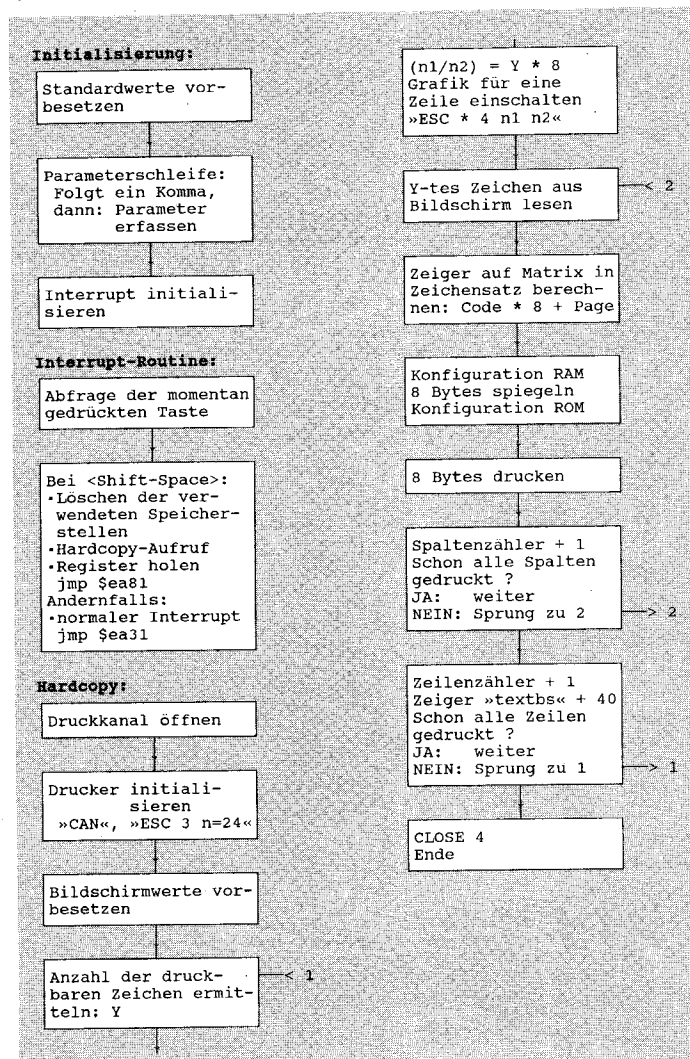 Initialisierung:
Standardwerte vor-
besetzen
Parameterschleife:
Folgt ein Komma,
dann: Parameter
erfassen
Interrupt initiali-
sieren
Interrupt-Routine:
Abfrage der momentan
gedrückten Taste
Bei <Shift-Space>:
·Löschen der ver-
wendeten Speicher-
stellen
·Hardcopy-Aufruf
·Register holen
jmp $ea81
Andernfalls:
·normaler Interrupt
jmp $ea31
Hardcopy:
Druckkanal öffnen
Drucker initiali-
sieren
»CAN«, »ESC 3 n=24«
Bildschirmwerte vor-
besetzen
Anzahl der druck-
baren Zeichen ermit-
teln: Y
< 1
(n1/n2) = Y * 8
Grafik für eine
Zeile einschalten
»ESC * 4 n1 n2«
Y-tes Zeichen aus
Bildschirm lesen
< 2
Zeiger auf Matrix in
Zeichensatz berech-
nen: Code * 8 + Page
Konfiguration RAM
8 Bytes spiegeln
Konfiguration ROM
8 Bytes drucken
Spaltenzähler + 1
Schon alle Spalten
gedruckt ?
JA: weiter
NEIN: Sprung zu 2
> 2
Zeilenzähler + 1
Zeiger »textbs« + 40
Schon alle Zeilen
gedruckt ?
JA: weiter
NEIN: Sprung zu 1
> 1
CLOSE 4
Ende